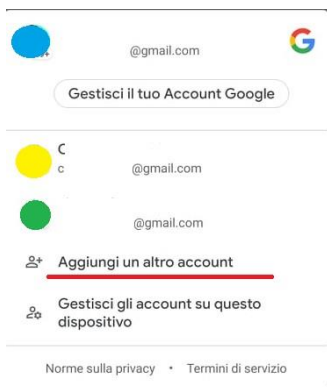 @gmail.com
Gestisci il tuo Account Google
C
c @gmail.com
@gmail.com
Aggiungi un altro account
Gestisci gli account su questo
dispositivo
Norme sulla privacy • Termini di servizio